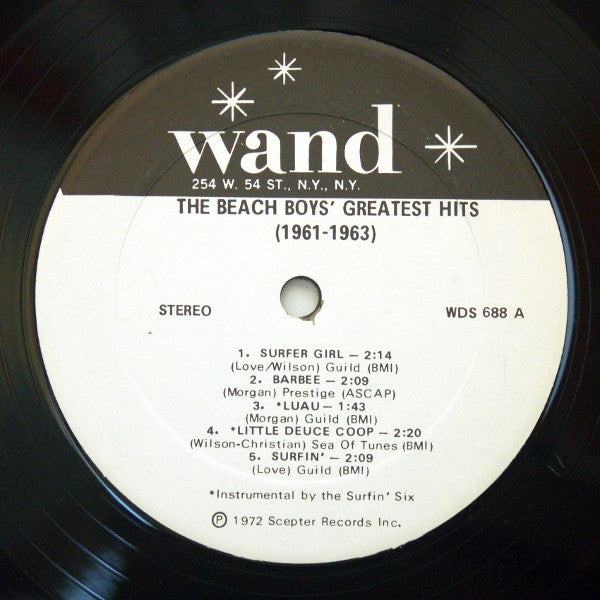 wand
254 W. 54 ST., N.Y., N.Y.
THE BEACH BOYS' GREATEST HITS
(1961-1963)
STEREO
WDS 688 A
1. SURFER GIRL — 2:14
(Love/Wilson) Guild (BMI)
2. BARBEE — 2:09
(Morgan) Prestige (ASCAP)
3. *LUAU — 1:43
(Morgan) Guild (BMI)
4. *LITTLE DEUCE COOP — 2:20
(Wilson-Christian) Sea Of Tunes (BMI)
5. SURFIN' — 2:09
(Love) Guild (BMI)
*Instrumental by the Surfin' Six
Ⓟ 1972 Scepter Records Inc.